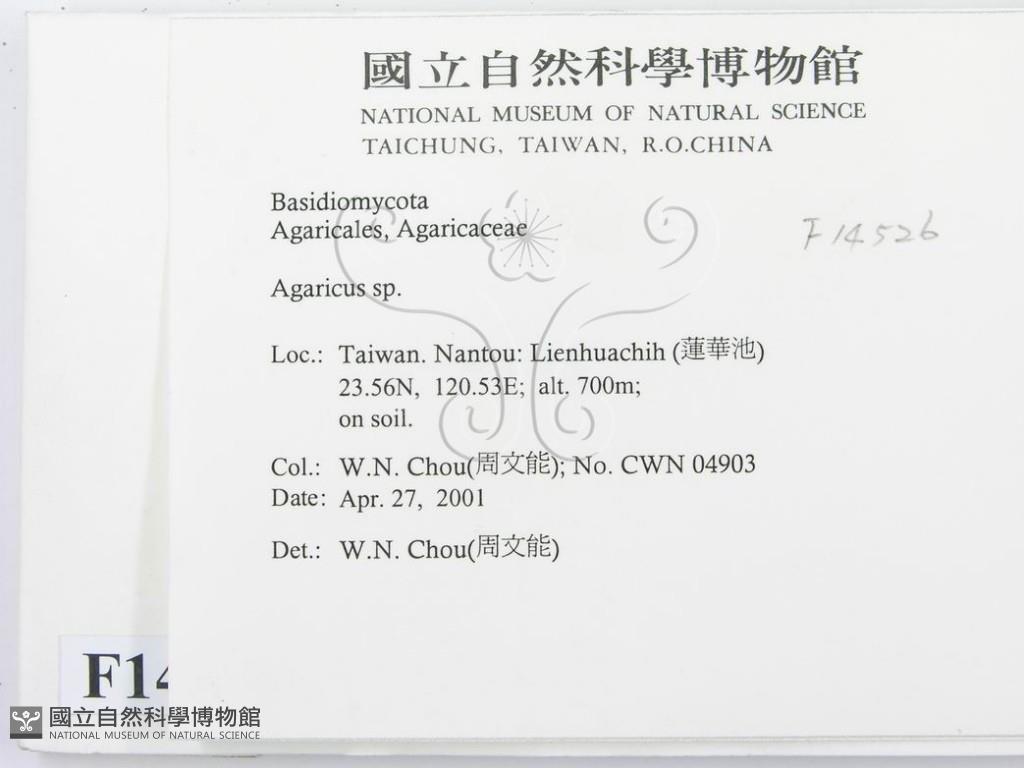 國立自然科學博物館
NATIONAL MUSEUM OF NATURAL SCIENCE
TAICHUNG, TAIWAN, R.O.CHINA
Basidiomycota
Agaricales, Agaricaceae
F14526
Agaricus sp.
Loc.: Taiwan. Nantou: Lienhuachih (蓮華池)
23.56N, 120.53E; alt. 700m;
on soil.
Col.: W.N. Chou(周文能); No. CWN 04903
Date: Apr. 27, 2001
Det.: W.N. Chou(周文能)
F14
國立自然科學博物館
NATIONAL MUSEUM OF NATURAL SCIENCE